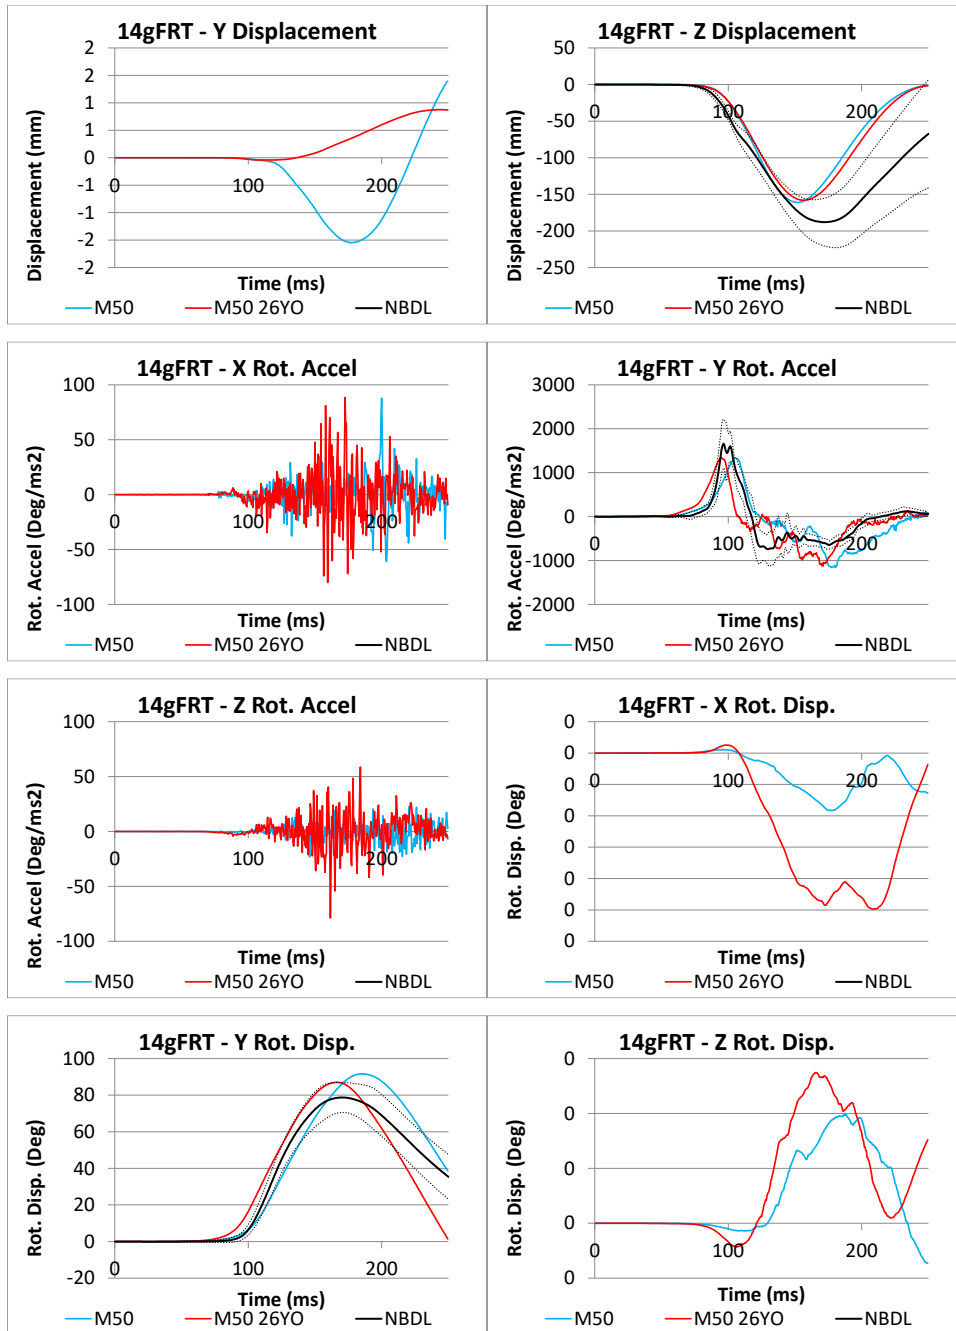 14gFRT - Y Displacement
2
2
1
1
0
-1
-1
-2
-2
0
100
200
Displacement (mm)
Time (ms)
M50 M50 26YO NBDL
14gFRT - Z Displacement
50
0
-50
-100
-150
-200
-250
0
100
200
Displacement (mm)
Time (ms)
M50 M50 26YO NBDL
14gFRT - X Rot. Accel
100
50
0
-50
-100
0
100
200
Rot. Accel (Deg/ms2)
Time (ms)
M50 M50 26YO NBDL
14gFRT - Y Rot. Accel
3000
2000
1000
0
-1000
-2000
0
100
200
Rot. Accel (Deg/ms2)
Time (ms)
M50 M50 26YO NBDL
14gFRT - Z Rot. Accel
100
50
0
-50
-100
0
100
200
Rot. Accel (Deg/ms2)
Time (ms)
M50 M50 26YO NBDL
14gFRT - X Rot. Disp.
0
0
0
0
0
0
0
0
0
100
200
Rot. Disp. (Deg)
Time (ms)
M50 M50 26YO NBDL
14gFRT - Y Rot. Disp.
100
80
60
40
20
0
-20
0
100
200
Rot. Disp. (Deg)
Time (ms)
M50 M50 26YO NBDL
14gFRT - Z Rot. Disp.
0
0
0
0
0
0
100
200
Rot. Disp. (Deg)
Time (ms)
M50 M50 26YO NBDL